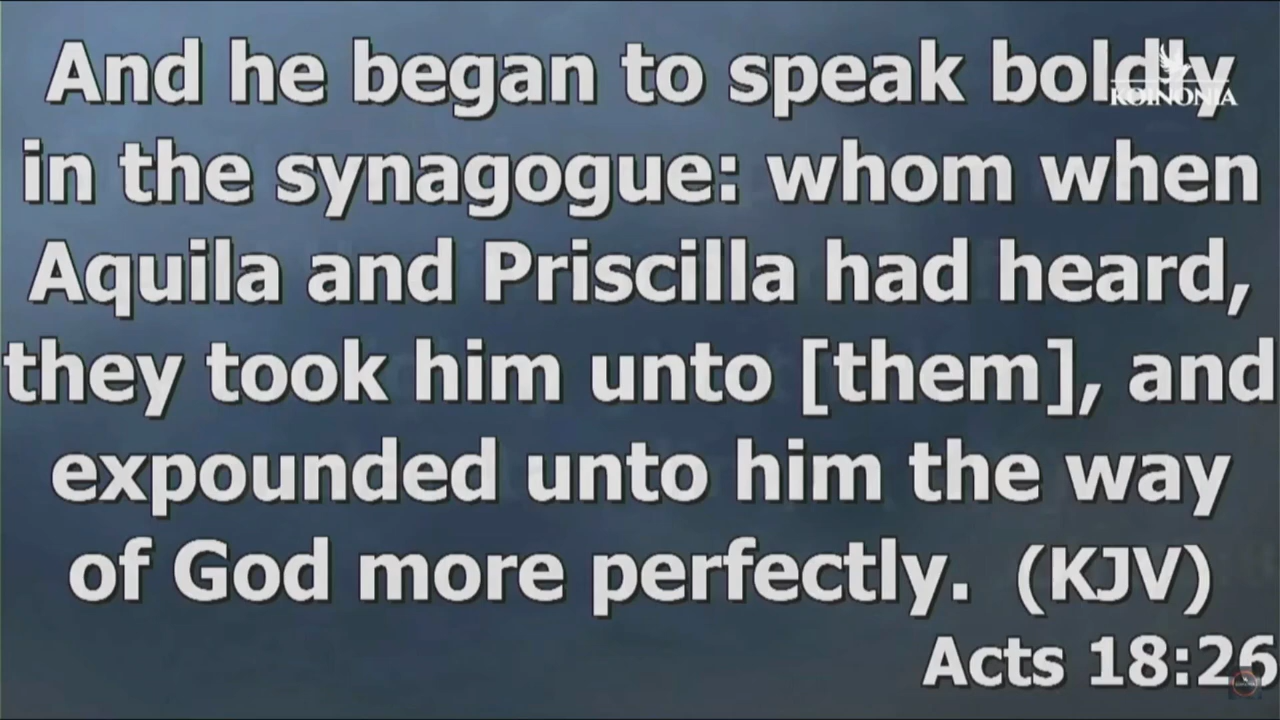 And he began to speak boldly
KOINONIA
in the synagogue: whom when
Aquila and Priscilla had heard,
they took him unto [them], and
expounded unto him the way
of God more perfectly. (KJV)
Acts 18:26